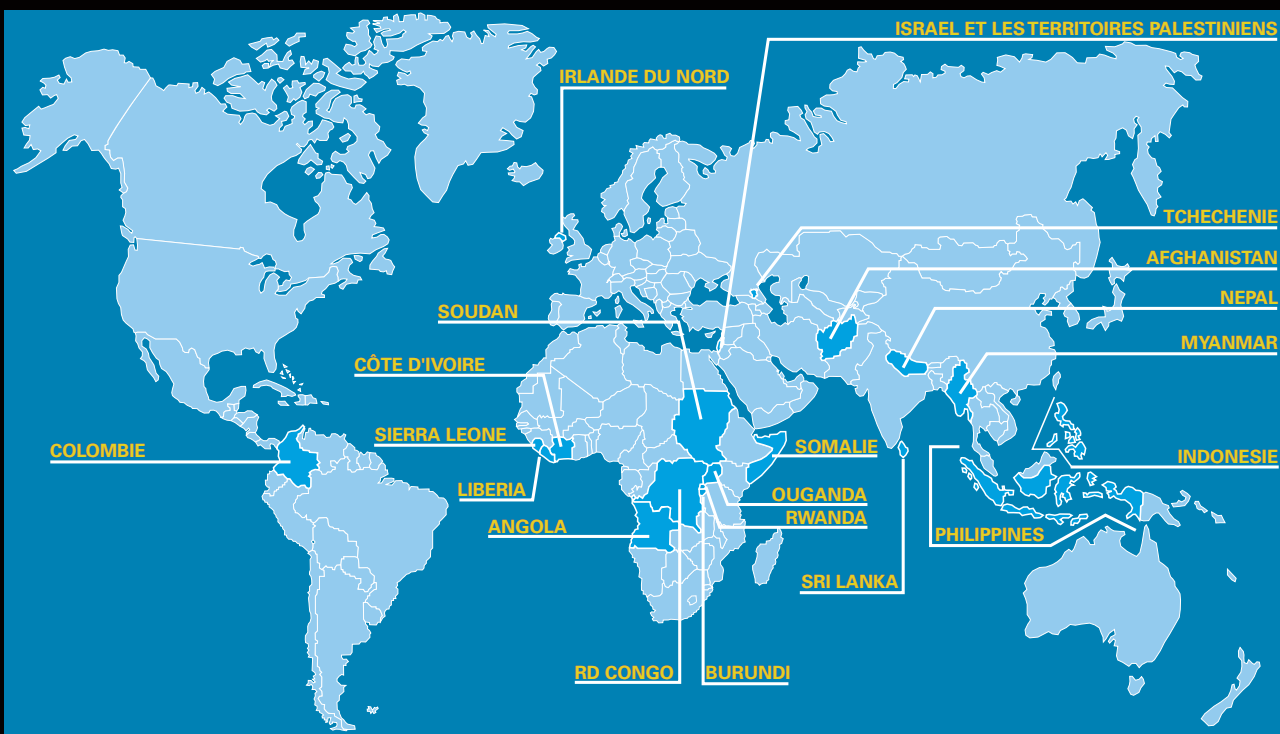 ISRAEL ET LES TERRITOIRES PALESTINIENS
IRLANDE DU NORD
TCHECHENIE
AFGHANISTAN
NEPAL
SOUDAN
MYANMAR
CÔTE D'IVOIRE
SIERRA LEONE
SOMALIE
COLOMBIE
INDONESIE
LIBERIA
OUGANDA
RWANDA
ANGOLA
PHILIPPINES
SRI LANKA
RD CONGO
BURUNDI